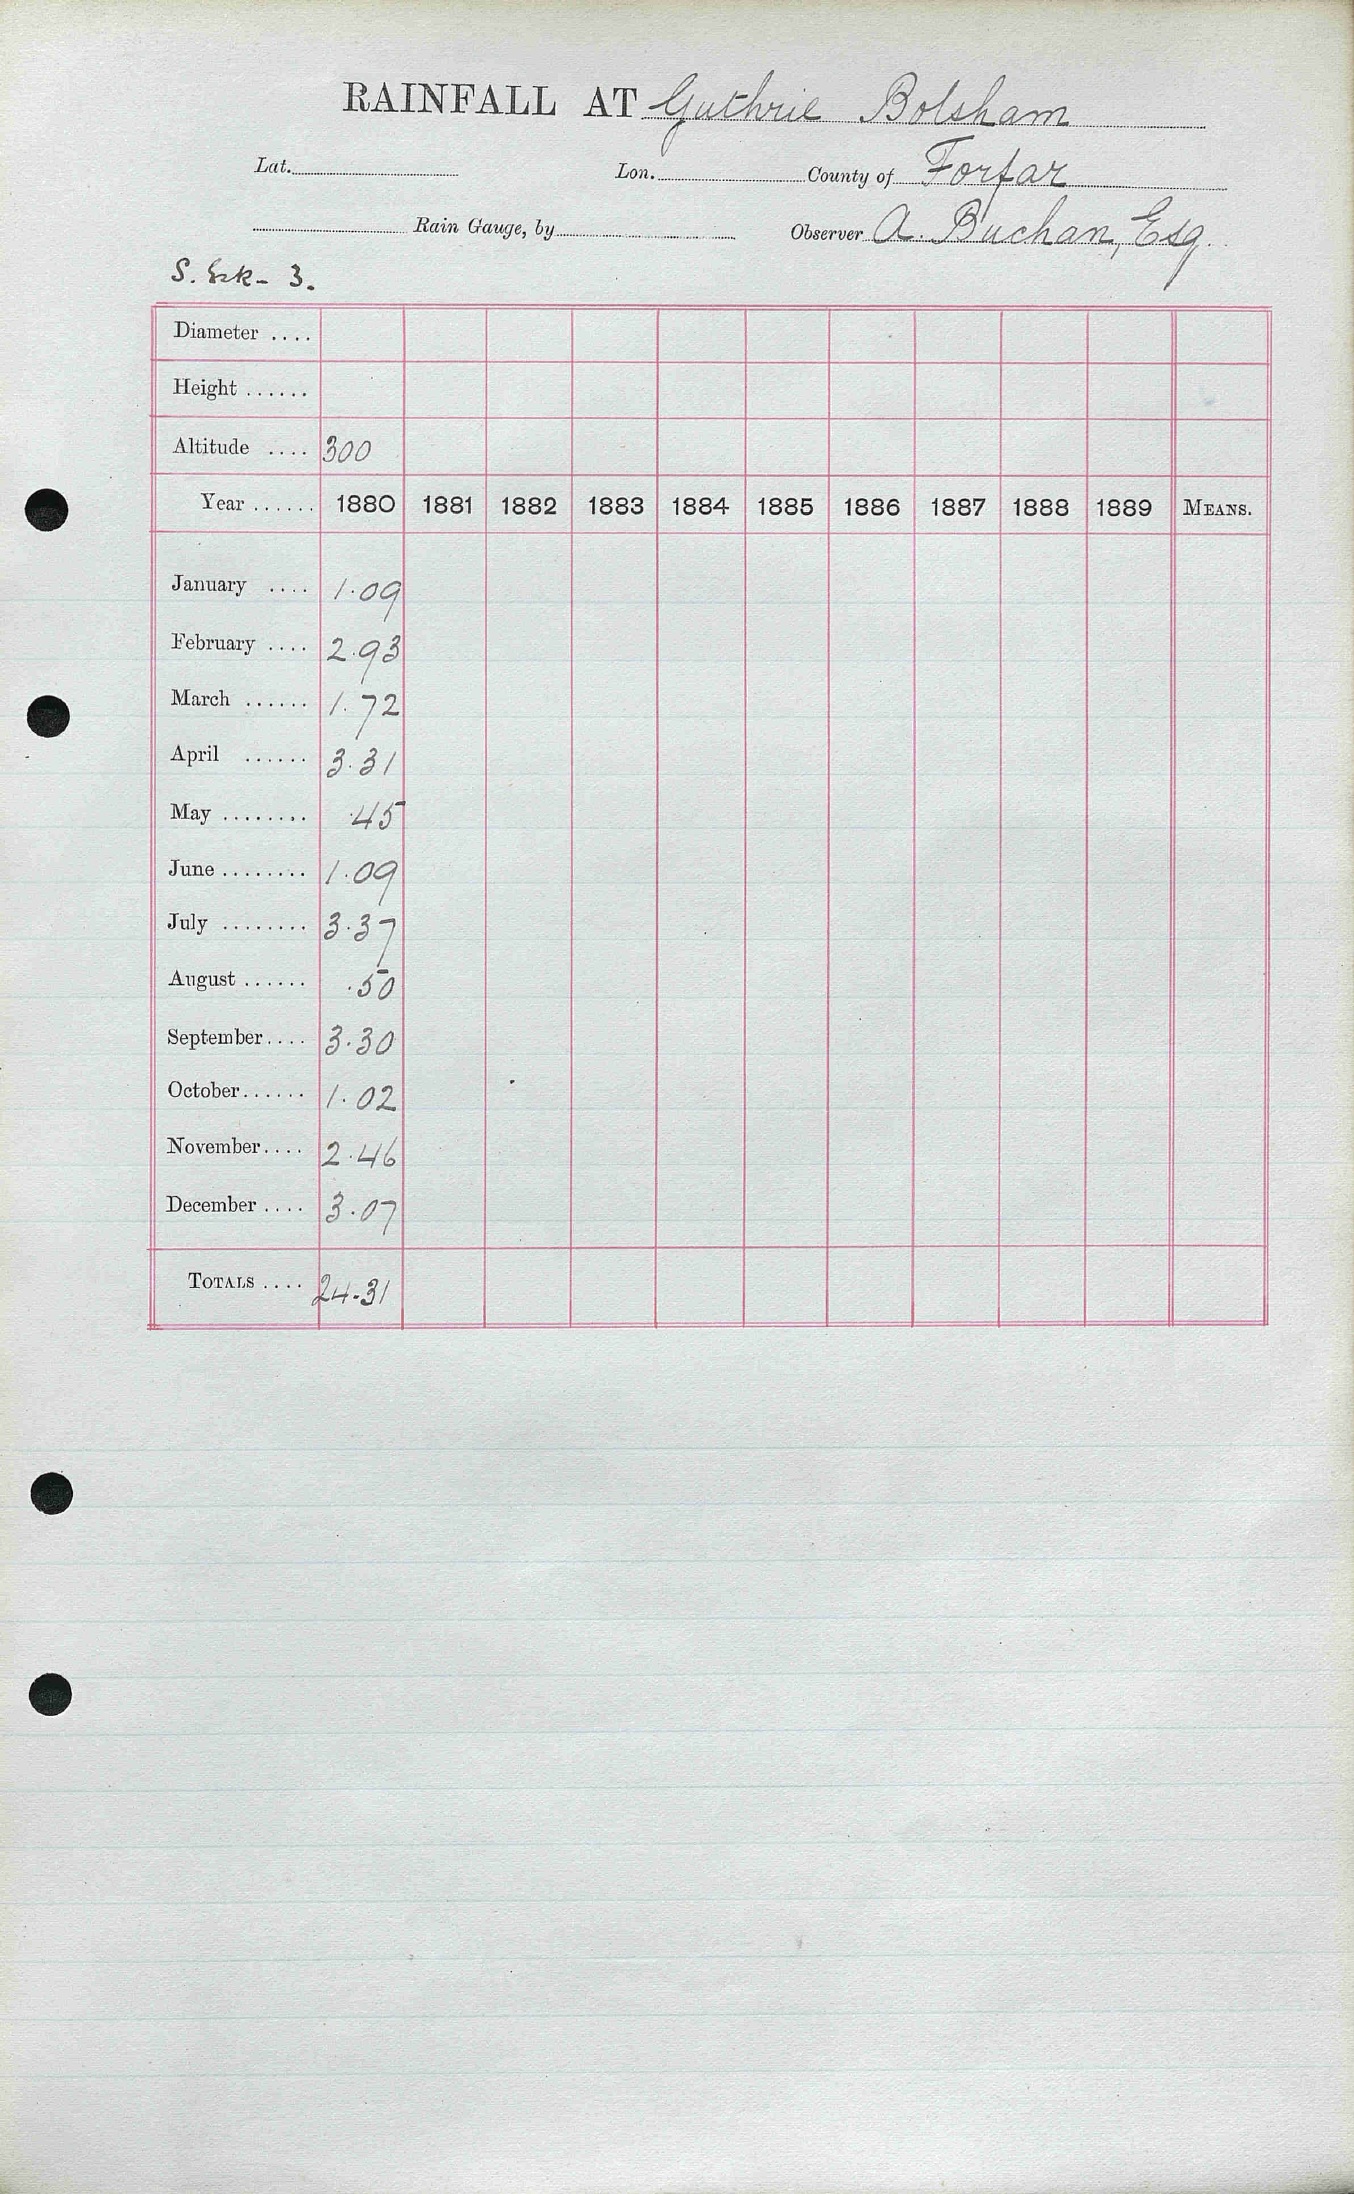 RAINFALL AT Guthrie Bolsham
Lat. Lon. County of Forfar
Rain Gauge, by Observer A. Buchan, Esq.
S. Esk - 3.
Diameter ....
Height ......
Altitude .... 300
Year ...... 1880 1881 1882 1883 1884 1885 1886 1887 1888 1889 MEANS.
January .... 1.09
February .... 2.93
March ...... 1.72
April ...... 3.31
May ........ .45
June ........ 1.09
July ........ 3.37
August ...... .50
September .... 3.30
October ...... 1.02
November .... 2.46
December .... 3.07
TOTALS .... 24.31